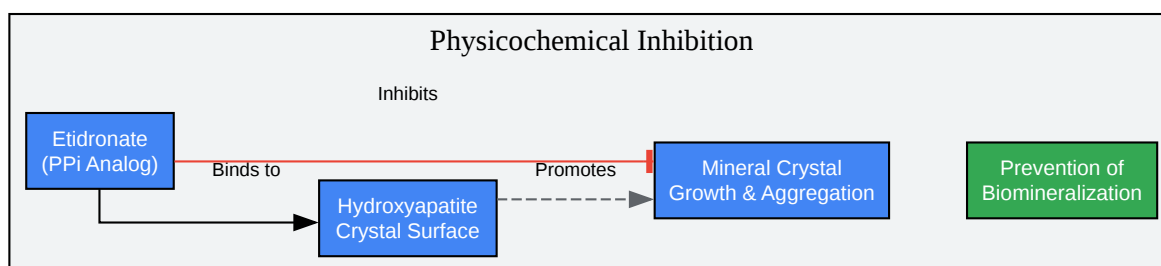 Physicochemical Inhibition
Inhibits
Etidronate
(PPi Analog)
Binds to
Promotes
Mineral Crystal
Growth & Aggregation
Prevention of
Biomineralization
Hydroxyapatite
Crystal Surface